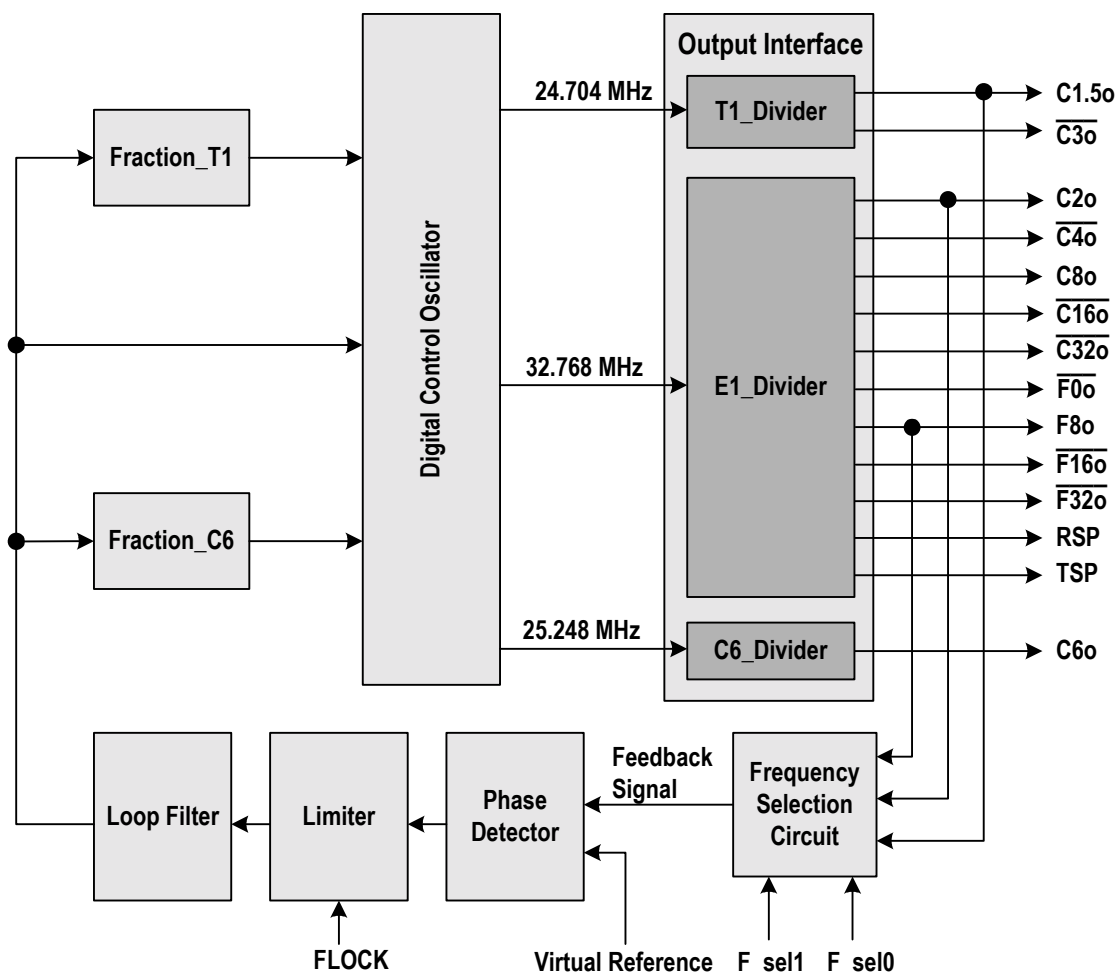 Output Interface
24.704 MHz
T1_Divider
C1.5o
C3o
Fraction_T1
C2o
C4o
C8o
C16o
C32o
Digital Control Oscillator
32.768 MHz
E1_Divider
F0o
F8o
F16o
F32o
RSP
TSP
Fraction_C6
25.248 MHz
C6_Divider
C6o
Loop Filter
Limiter
Phase
Detector
Feedback
Signal
Frequency
Selection
Circuit
FLOCK
Virtual Reference
F_sel1
F_sel0